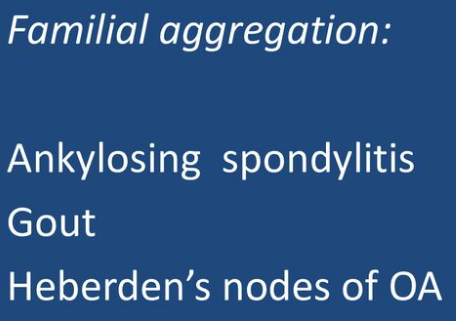 Familial aggregation:
Ankylosing  spondylitis
Gout
Heberden’s nodes of OA